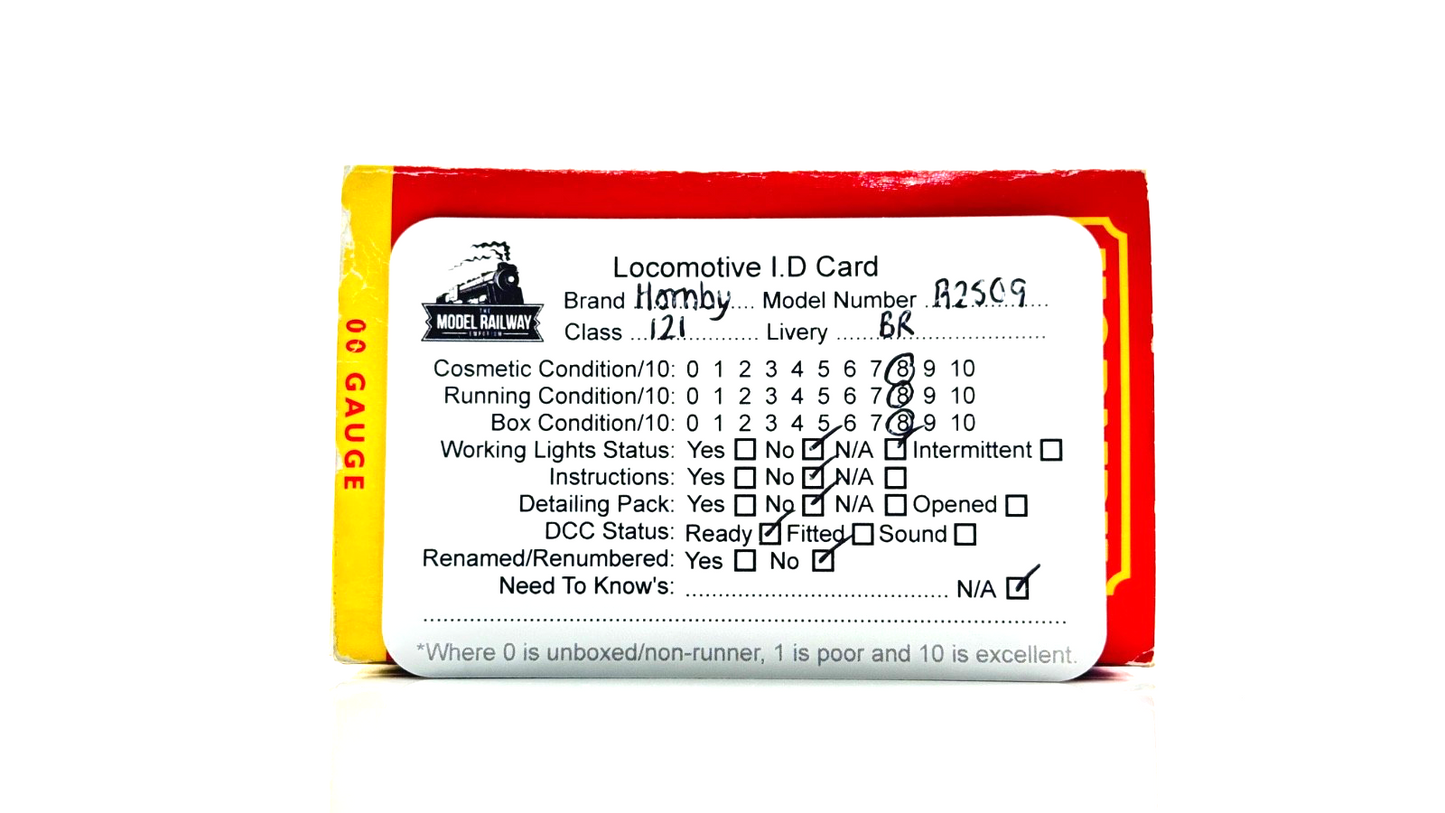 00 GAUGE
THE
MODEL RAILWAY
EMPORIUM
Locomotive I.D Card
Brand Hornby Model Number R2509
Class 121 Livery BR
Cosmetic Condition/10: 0 1 2 3 4 5 6 7 8 9 10
Running Condition/10: 0 1 2 3 4 5 6 7 8 9 10
Box Condition/10: 0 1 2 3 4 5 6 7 8 9 10
Working Lights Status: Yes ☐ No ☑ N/A ☑ Intermittent ☐
Instructions: Yes ☐ No ☑ N/A ☐
Detailing Pack: Yes ☐ No ☑ N/A ☐ Opened ☐
DCC Status: Ready ☑ Fitted ☐ Sound ☐
Renamed/Renumbered: Yes ☐ No ☑
Need To Know's: ...................................... N/A ☑
*Where 0 is unboxed/non-runner, 1 is poor and 10 is excellent.